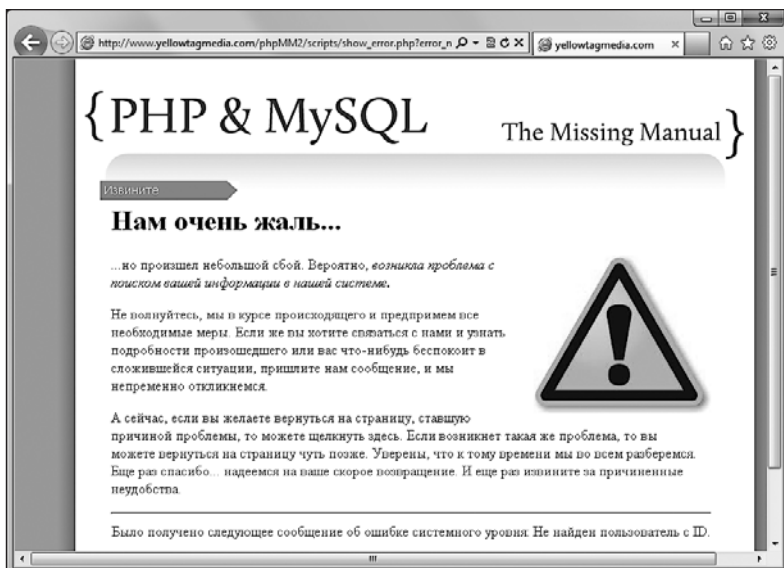 http://www.yellowtagmedia.com/phpMM2/scripts/show_error.php?error_n
yellowtagmedia.com
{PHP & MySQL
The Missing Manual}
Извините
Нам очень жаль...
...но произшел небольшой сбой. Вероятно, возникла проблема с
поиском вашей информации в нашей системе.
Не волнуйтесь, мы в курсе происходящего и предпримем все
необходимые меры. Если же вы хотите связаться с нами и узнать
подробности произошедшего или вас что-нибудь беспокоит в
сложившейся ситуации, пришлите нам сообщение, и мы
непременно откликнемся.
А сейчас, если вы желаете вернуться на страницу, ставшую
причиной проблемы, то можете щелкнуть здесь. Если возникнет такая же проблема, то вы
можете вернуться на страницу чуть позже. Уверены, что к тому времени мы во всем разберемся.
Еще раз спасибо... надеемся на ваше скорое возвращение. И еще раз извините за причиненные
неудобства.
Было получено следующее сообщение об ошибке системного уровня: Не найден пользователь с ID.